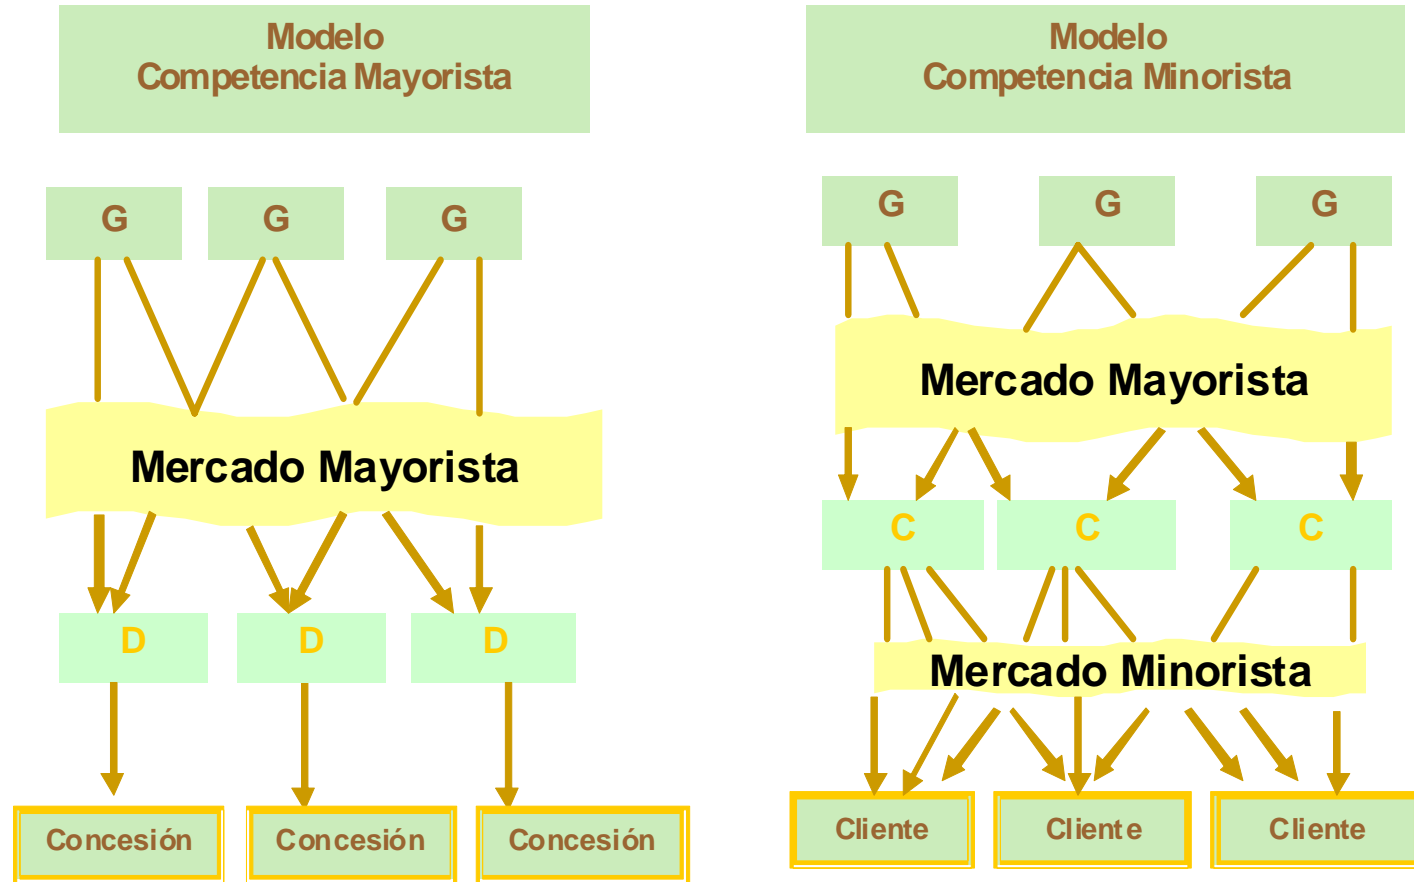 Modelo
Competencia Mayorista
G
G
G
Mercado Mayorista
D
D
D
Concesión
Concesión
Concesión
Modelo
Competencia Minorista
G
G
G
Mercado Mayorista
C
C
C
Mercado Minorista
Cliente
Cliente
Cliente